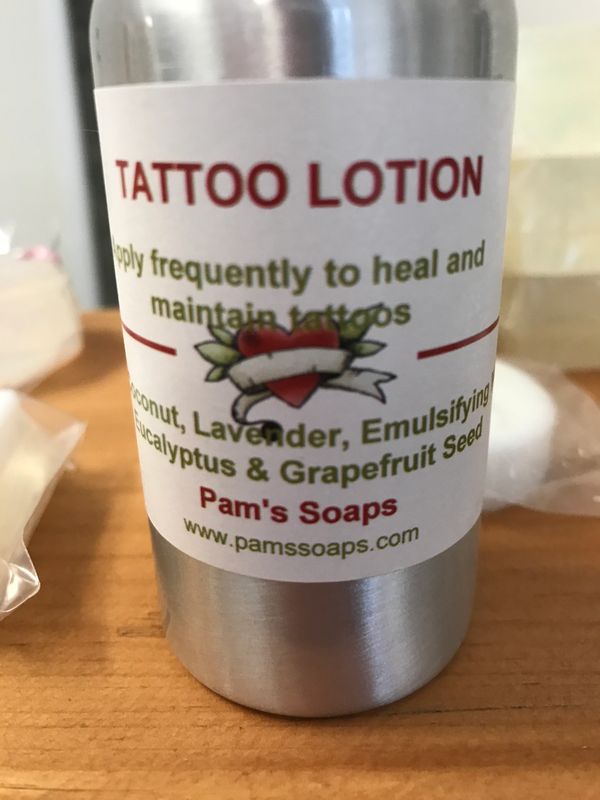 TATTOO LOTION
Apply frequently to heal and
maintain tattoos
oconut, Lavender, Emulsifying
Eucalyptus & Grapefruit Seed
Pam's Soaps
www.pamssoaps.com